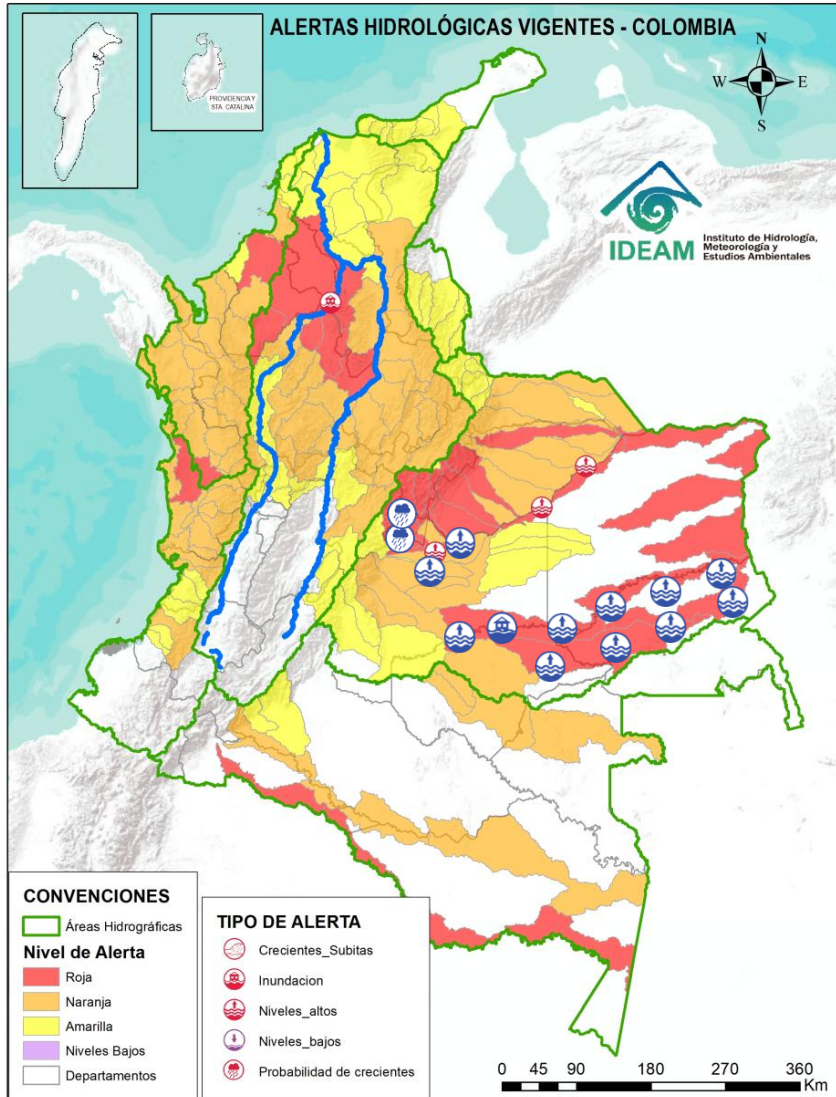 ALERTAS HIDROLÓGICAS VIGENTES - COLOMBIA
PROVIDENCIA Y
STA. CATALINA
N
W
E
S
IDEAM
Instituto de Hidrología,
Meteorología y
Estudios Ambientales
CONVENCIONES
Áreas Hidrográficas
Nivel de Alerta
Roja
Naranja
Amarilla
Niveles Bajos
Departamentos
TIPO DE ALERTA
Crecientes_Subitas
Inundacion
Niveles_altos
Niveles_bajos
Probabilidad de crecientes
0 45 90 180 270 360
Km